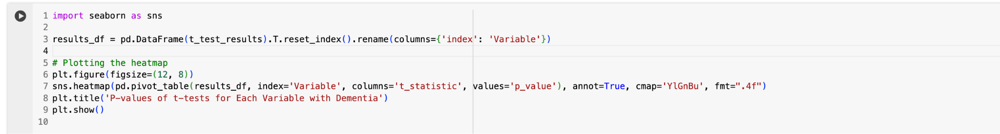 1 import seaborn as sns
2
3 results_df = pd.DataFrame(t_test_results).T.reset_index().rename(columns={'index': 'Variable'})
4
5 # Plotting the heatmap
6 plt.figure(figsize=(12, 8))
7 sns.heatmap(pd.pivot_table(results_df, index='Variable', columns='t_statistic', values='p_value'), annot=True, cmap='YlGnBu', fmt=".4f")
8 plt.title('P-values of t-tests for Each Variable with Dementia')
9 plt.show()
10